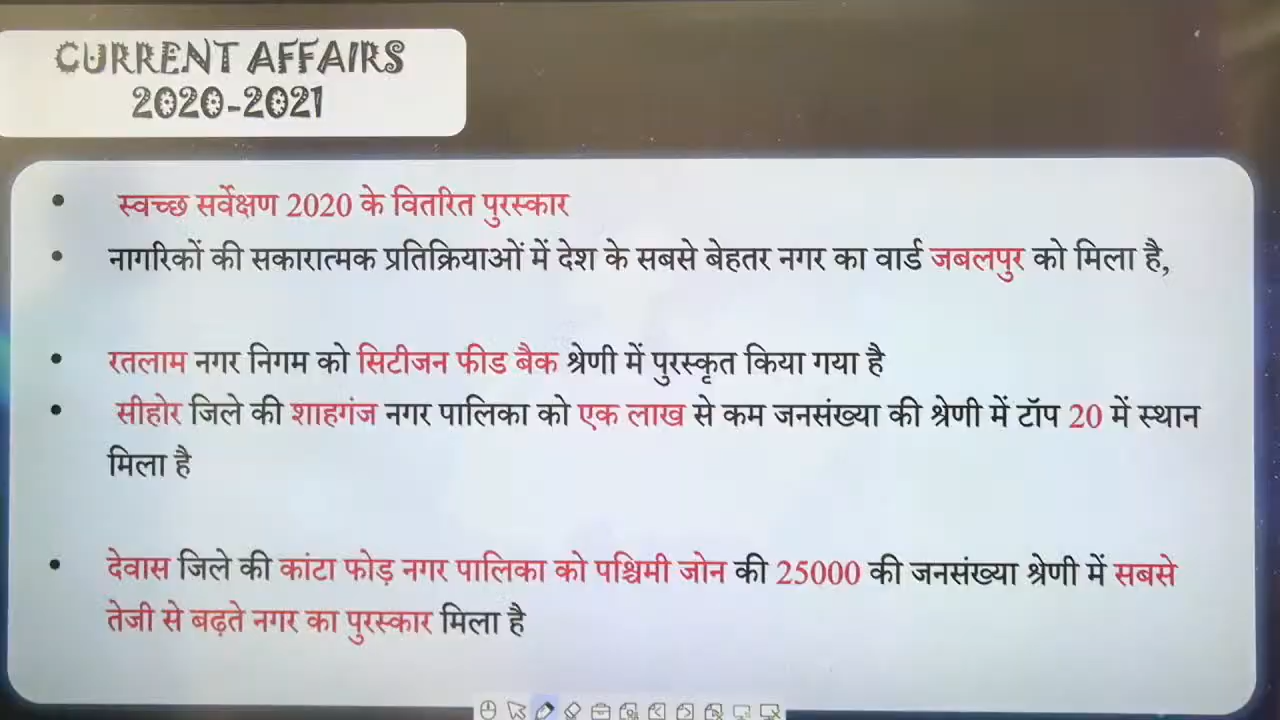 CURRENT AFFAIRS
2020-2021
• स्वच्छ सर्वेक्षण 2020 के वितरित पुरस्कार
• नागरिकों की सकारात्मक प्रतिक्रियाओं में देश के सबसे बेहतर नगर का वार्ड जबलपुर को मिला है,
• रतलाम नगर निगम को सिटीजन फीड बैक श्रेणी में पुरस्कृत किया गया है
• सीहोर जिले की शाहगंज नगर पालिका को एक लाख से कम जनसंख्या की श्रेणी में टॉप 20 में स्थान
मिला है
• देवास जिले की कांटा फोड़ नगर पालिका को पश्चिमी जोन की 25000 की जनसंख्या श्रेणी में सबसे
तेजी से बढ़ते नगर का पुरस्कार मिला है